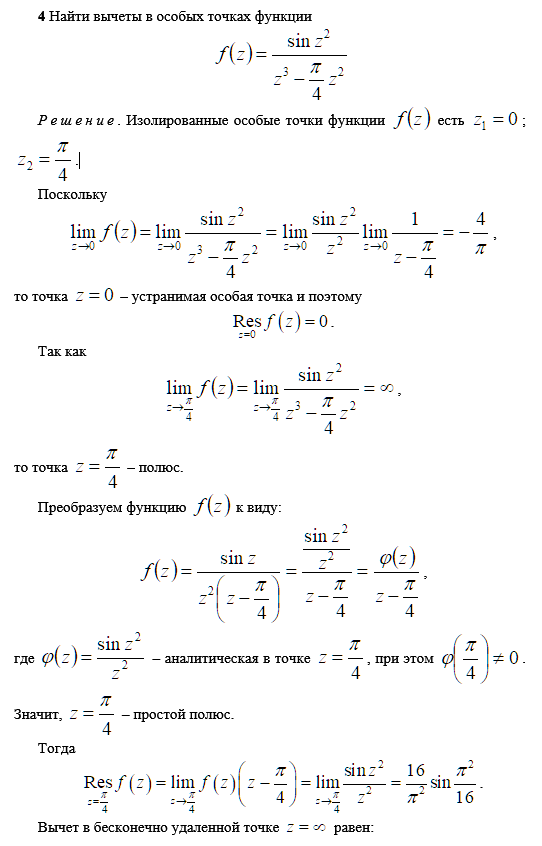 4 Найти вычеты в особых точках функции
f(z) = sin z² / (z³ − π/4 z²)
Решение. Изолированные особые точки функции f(z) есть z₁ = 0 ;
z₂ = π/4 .
Поскольку
lim_{z→0} f(z) = lim_{z→0} sin z² / (z³ − π/4 z²) = lim_{z→0} sin z² / z² lim_{z→0} 1 / (z − π/4) = − 4/π ,
то точка z = 0 – устранимая особая точка и поэтому
Res_{z=0} f(z) = 0 .
Так как
lim_{z→π/4} f(z) = lim_{z→π/4} sin z² / (z³ − π/4 z²) = ∞ ,
то точка z = π/4 – полюс.
Преобразуем функцию f(z) к виду:
f(z) = sin z / (z² (z − π/4)) = (sin z² / z²) / (z − π/4) = φ(z) / (z − π/4) ,
где φ(z) = sin z² / z² – аналитическая в точке z = π/4 , при этом φ(π/4) ≠ 0 .
Значит, z = π/4 – простой полюс.
Тогда
Res_{z=π/4} f(z) = lim_{z→π/4} f(z) (z − π/4) = lim_{z→π/4} sin z² / z² = 16/π² sin π²/16 .
Вычет в бесконечно удаленной точке z = ∞ равен: